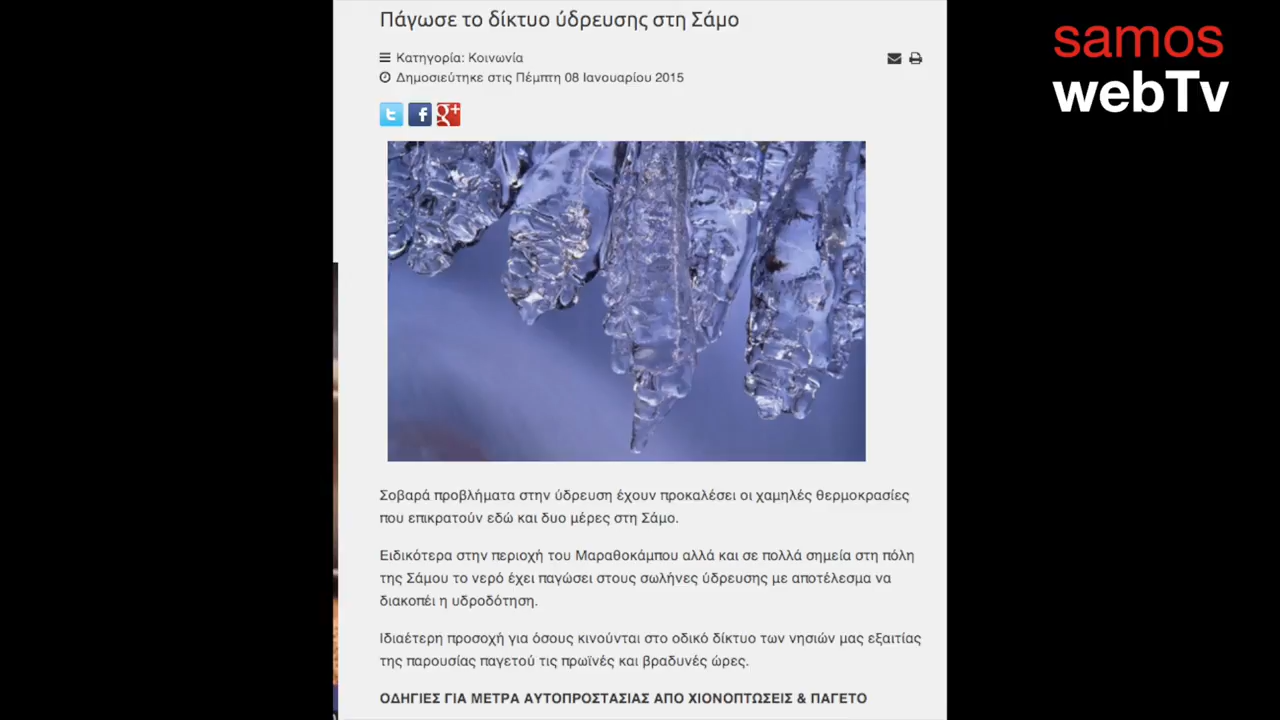 Πάγωσε το δίκτυο ύδρευσης στη Σάμο
Κατηγορία: Κοινωνία
Δημοσιεύτηκε στις Πέμπτη 08 Ιανουαρίου 2015
samos
webTv
Σοβαρά προβλήματα στην ύδρευση έχουν προκαλέσει οι χαμηλές θερμοκρασίες
που επικρατούν εδώ και δυο μέρες στη Σάμο.
Ειδικότερα στην περιοχή του Μαραθοκάμπου αλλά και σε πολλά σημεία στη πόλη
της Σάμου το νερό έχει παγώσει στους σωλήνες ύδρευσης με αποτέλεσμα να
διακοπέι η υδροδότηση.
Ιδιαέτερη προσοχή για όσους κινούνται στο οδικό δίκτυο των νησιών μας εξαιτίας
της παρουσίας παγετού τις πρωϊνές και βραδυνές ώρες.
ΟΔΗΓΙΕΣ ΓΙΑ ΜΕΤΡΑ ΑΥΤΟΠΡΟΣΤΑΣΙΑΣ ΑΠΟ ΧΙΟΝΟΠΤΩΣΕΙΣ & ΠΑΓΕΤΟ